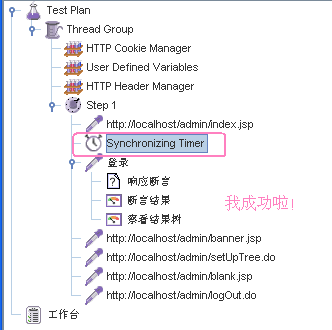 Test Plan
Thread Group
HTTP Cookie Manager
User Defined Variables
HTTP Header Manager
Step 1
http://localhost/admin/index.jsp
Synchronizing Timer
登录
响应断言
断言结果
察看结果树
我成功啦!
http://localhost/admin/banner.jsp
http://localhost/admin/setUpTree.do
http://localhost/admin/blank.jsp
http://localhost/admin/logOut.do
工作台